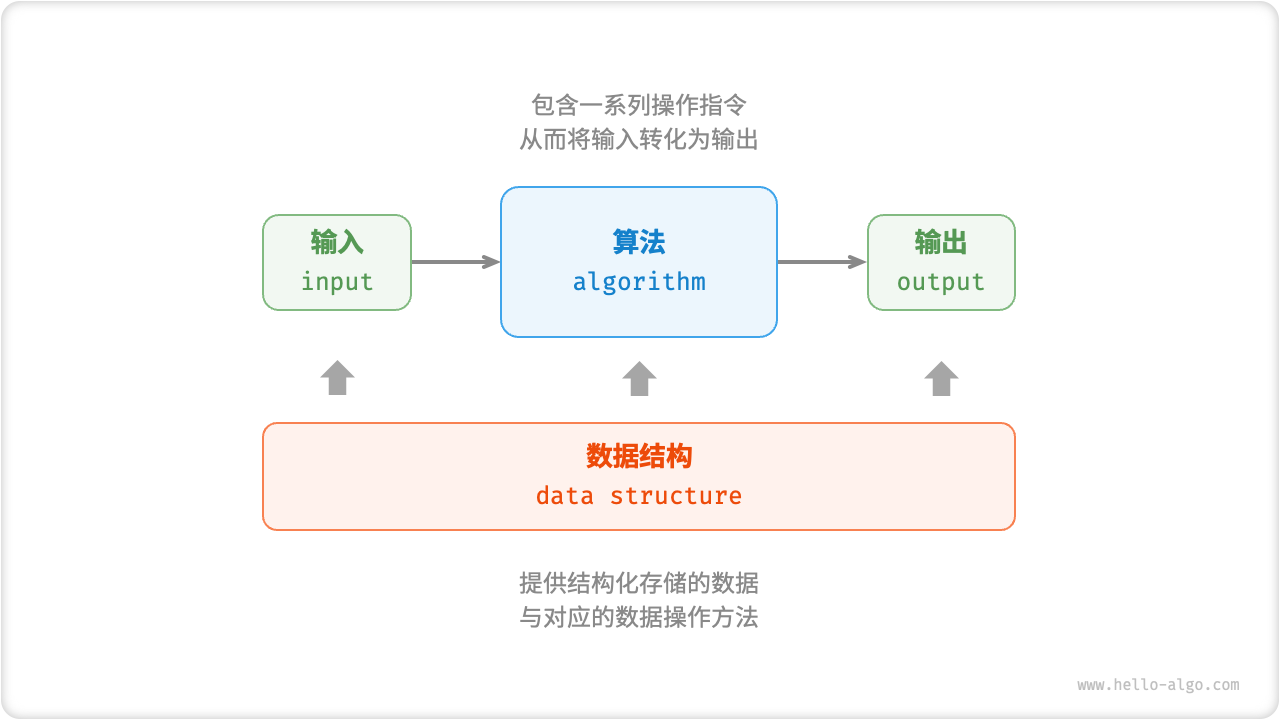 包含一系列操作指令
从而将输入转化为输出
输入
input
算法
algorithm
输出
output
数据结构
data structure
提供结构化存储的数据
与对应的数据操作方法
www.hello-algo.com